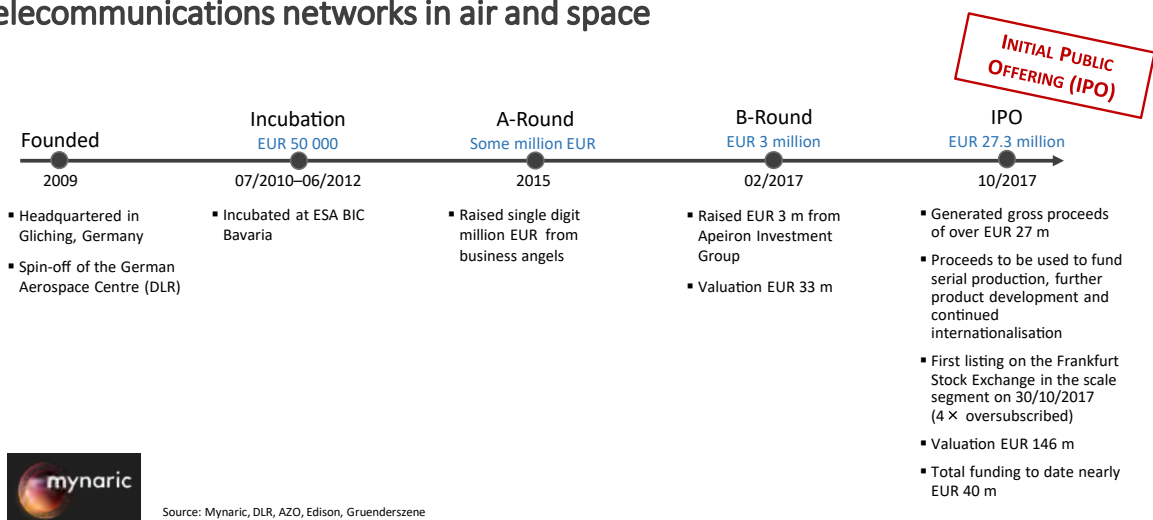 elecommunications networks in air and space
INITIAL PUBLIC
OFFERING (IPO)
Founded
2009
▪ Headquartered in
Gliching, Germany
▪ Spin-off of the German
Aerospace Centre (DLR)
Incubation
EUR 50 000
07/2010–06/2012
▪ Incubated at ESA BIC
Bavaria
A-Round
Some million EUR
2015
▪ Raised single digit
million EUR from
business angels
B-Round
EUR 3 million
02/2017
▪ Raised EUR 3 m from
Apeiron Investment
Group
▪ Valuation EUR 33 m
IPO
EUR 27.3 million
10/2017
▪ Generated gross proceeds
of over EUR 27 m
▪ Proceeds to be used to fund
serial production, further
product development and
continued
internationalisation
▪ First listing on the Frankfurt
Stock Exchange in the scale
segment on 30/10/2017
(4× oversubscribed)
▪ Valuation EUR 146 m
▪ Total funding to date nearly
EUR 40 m
mynaric
Source: Mynaric, DLR, AZO, Edison, Gruenderszene